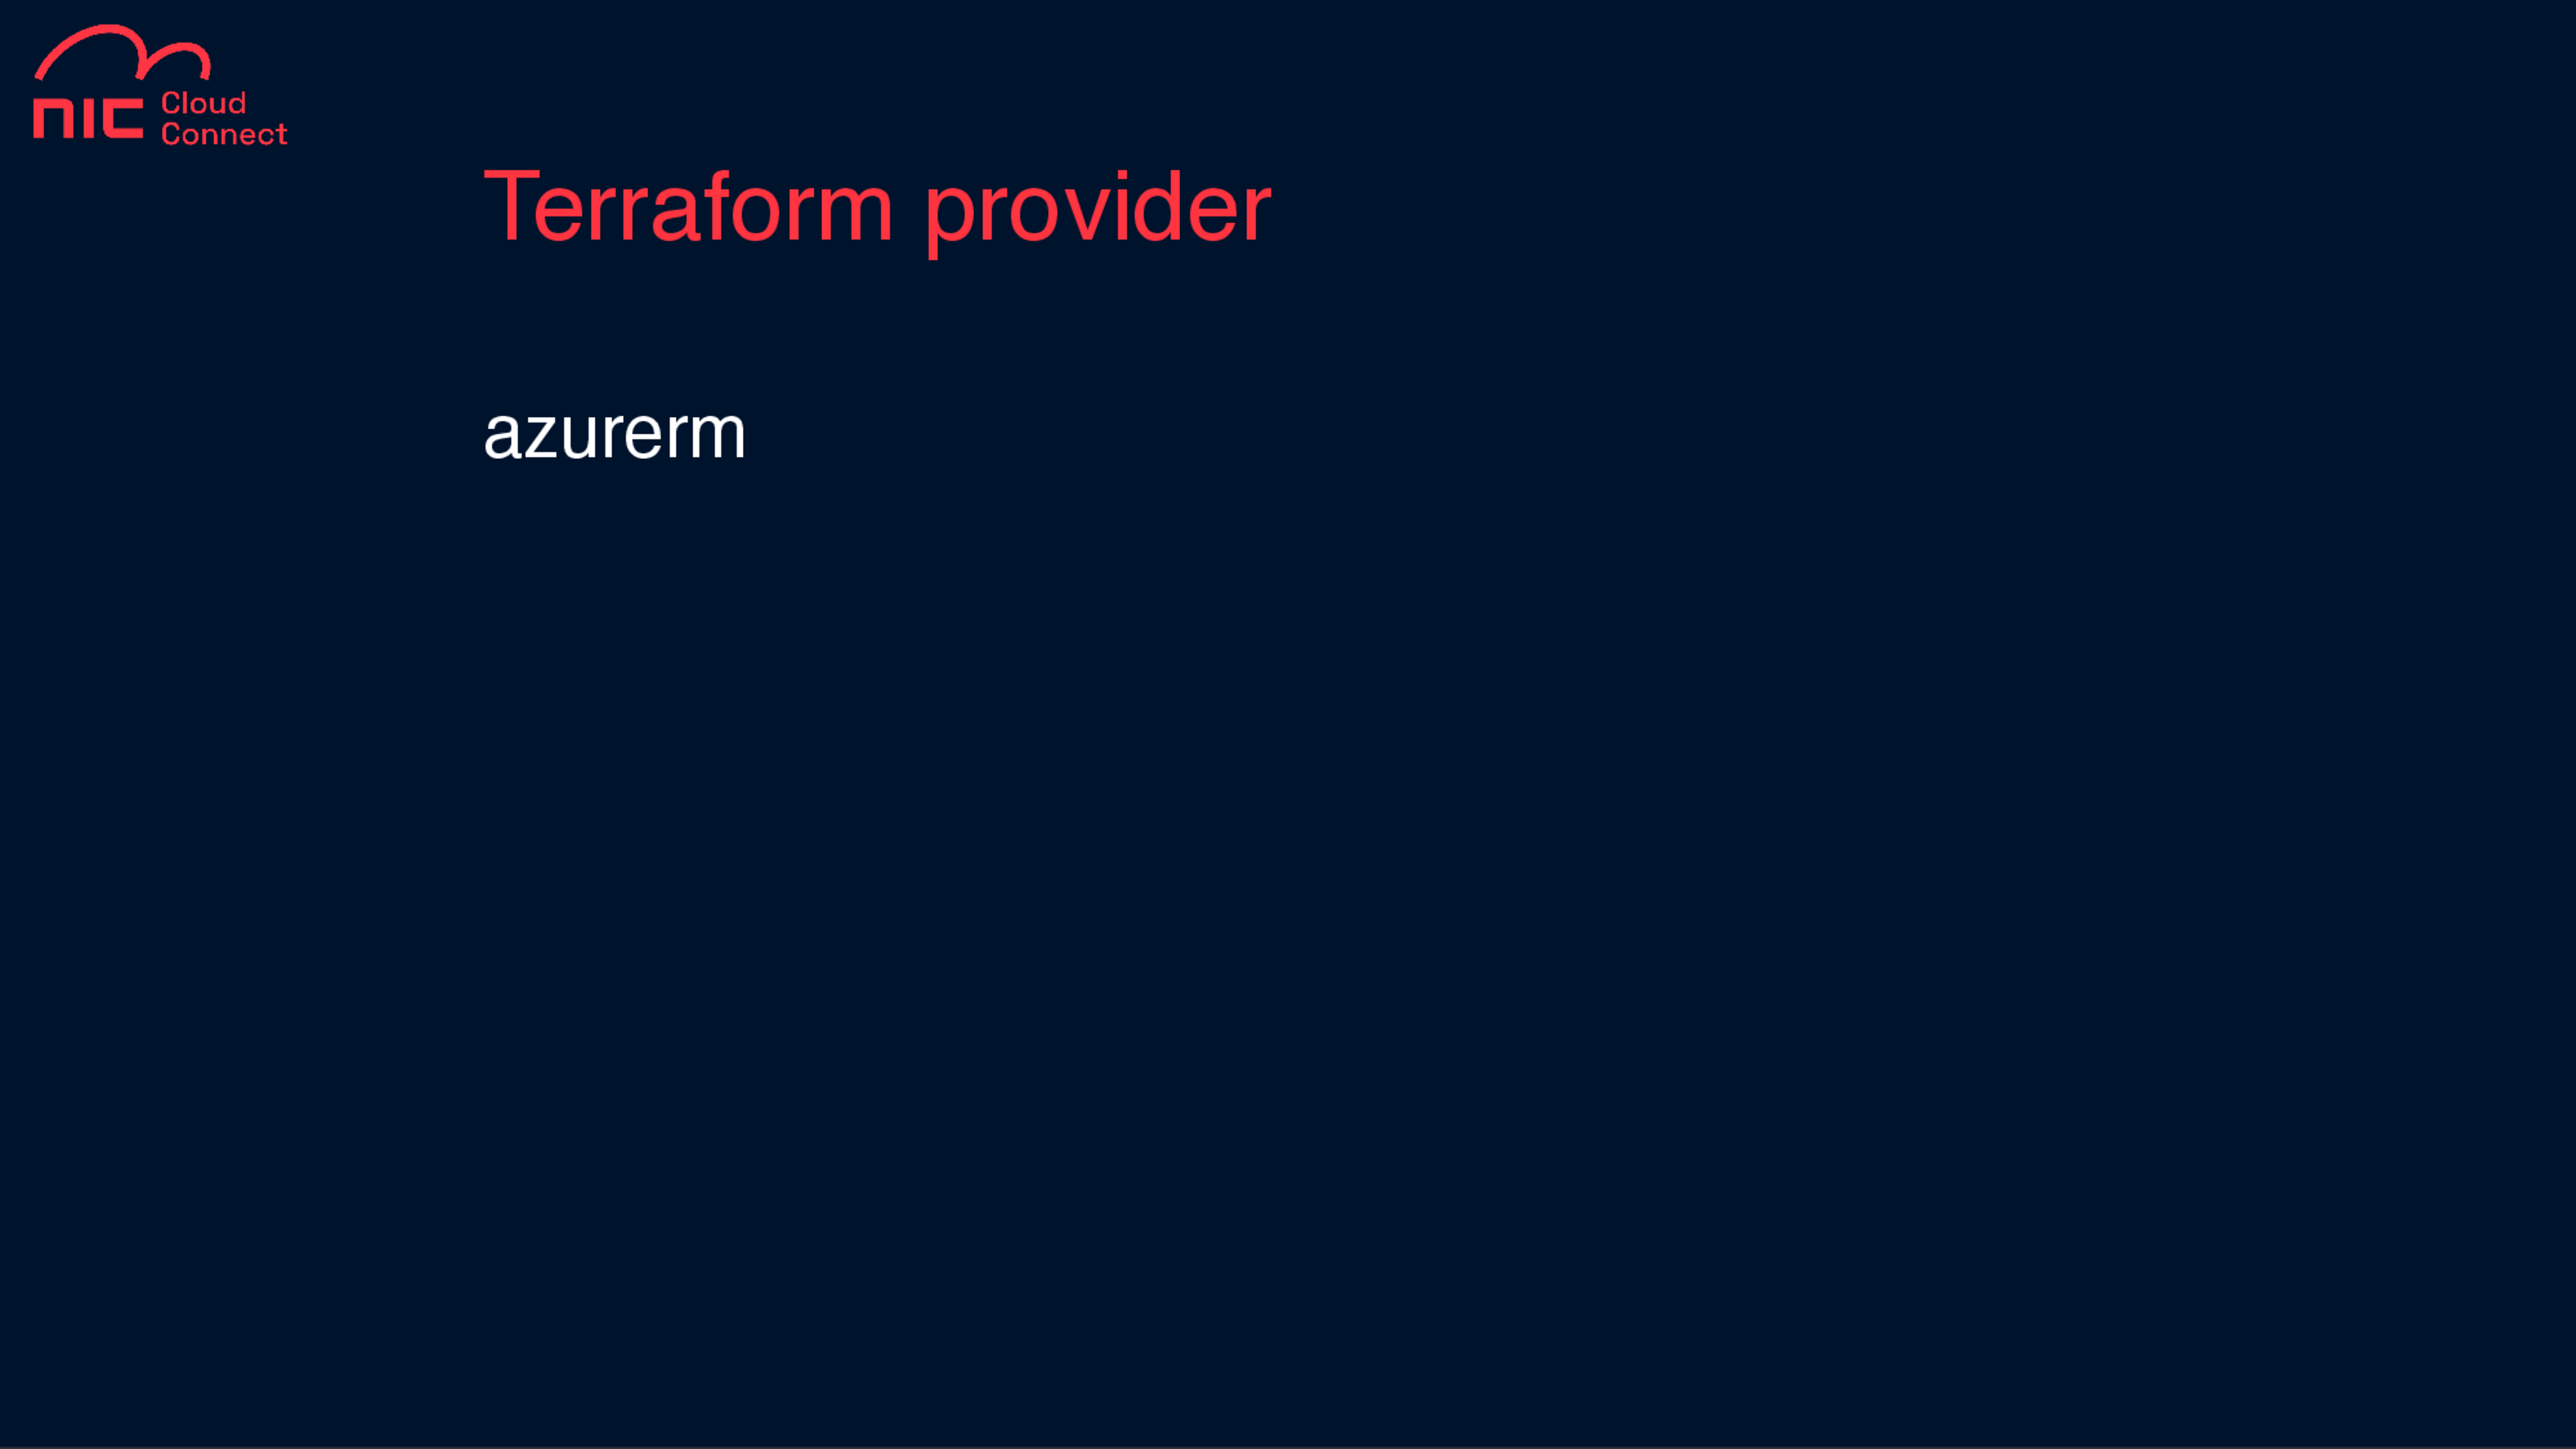 nic Cloud
Connect
Terraform provider
azurerm